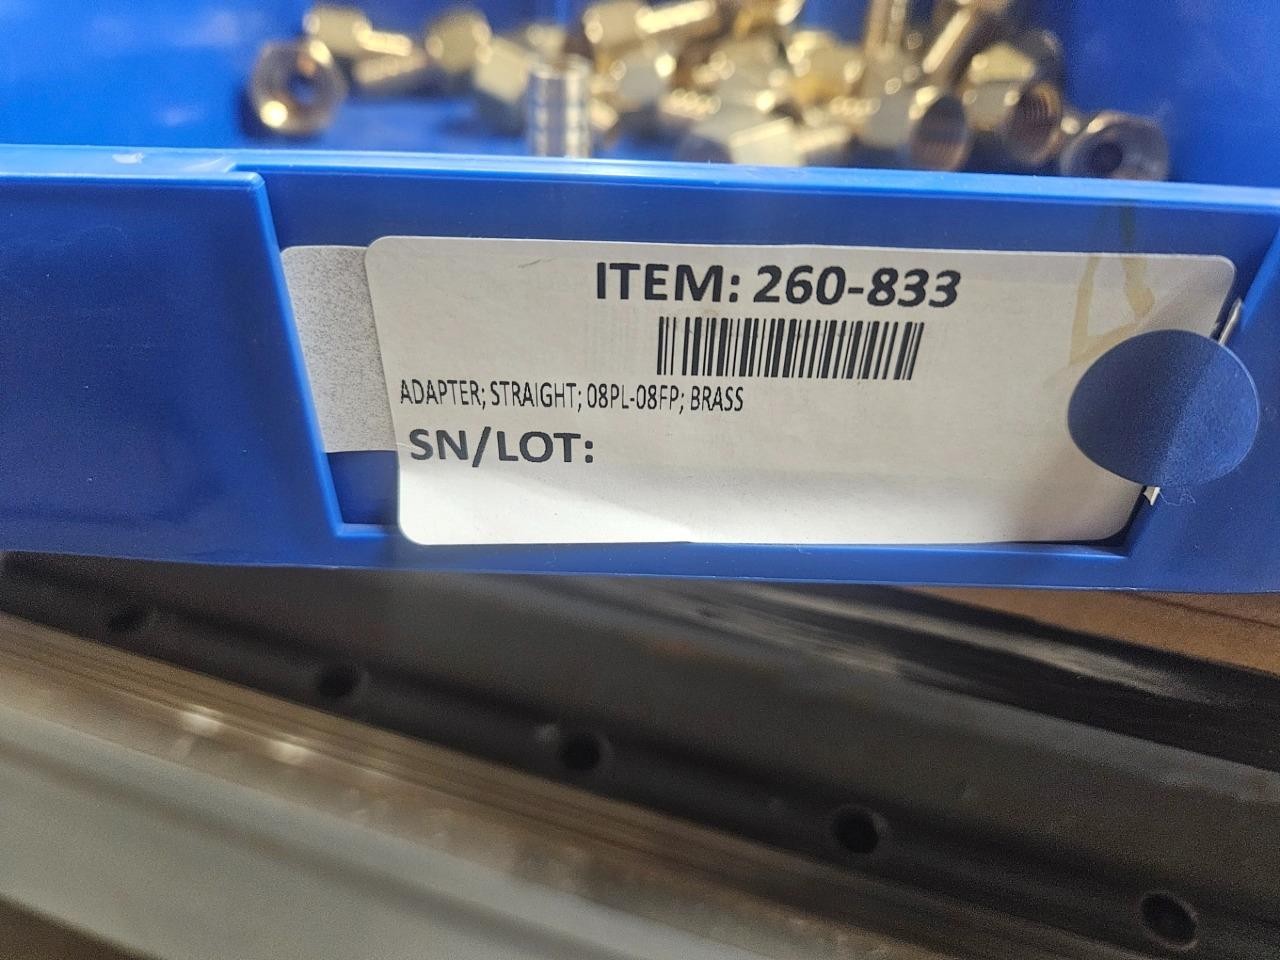 ITEM: 260-833
ADAPTER; STRAIGHT; 08PL-08FP; BRASS
SN/LOT: